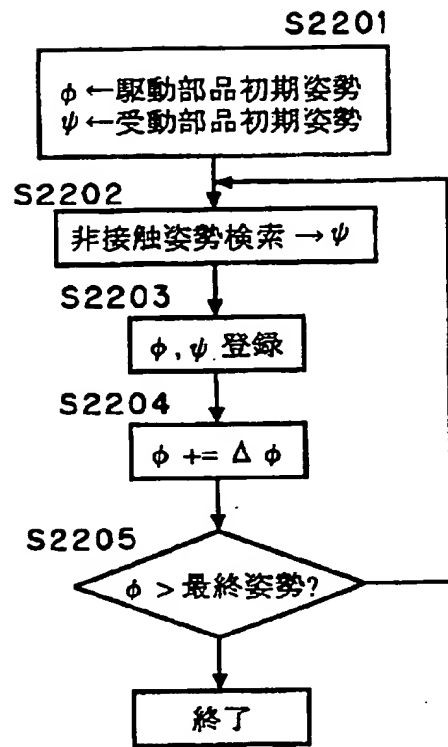 S2201
φ←駆動部品初期姿勢
ψ←受動部品初期姿勢
S2202
非接触姿勢検索→ψ
S2203
φ,ψ 登録
S2204
φ += Δ φ
S2205
φ > 最終姿勢?
終了